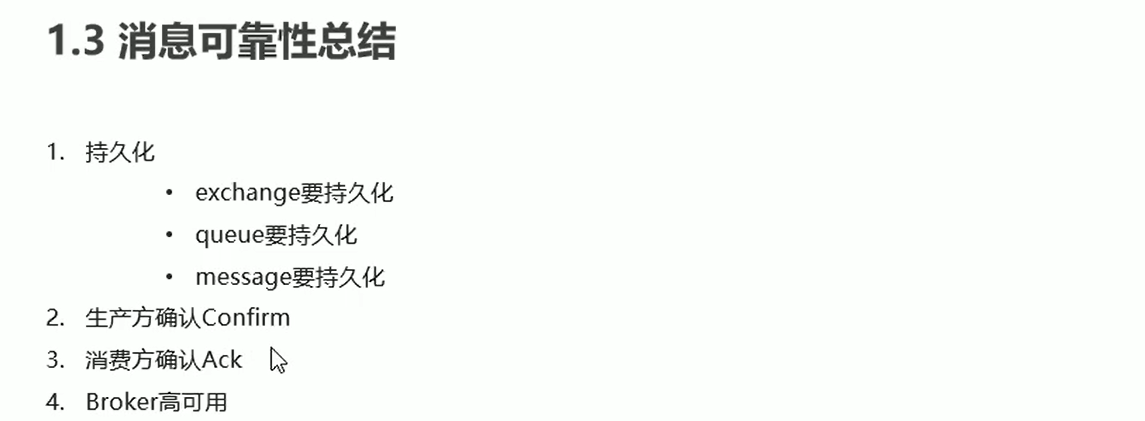 1.3 消息可靠性总结
1. 持久化
• exchange要持久化
• queue要持久化
• message要持久化
2. 生产方确认Confirm
3. 消费方确认Ack
4. Broker高可用